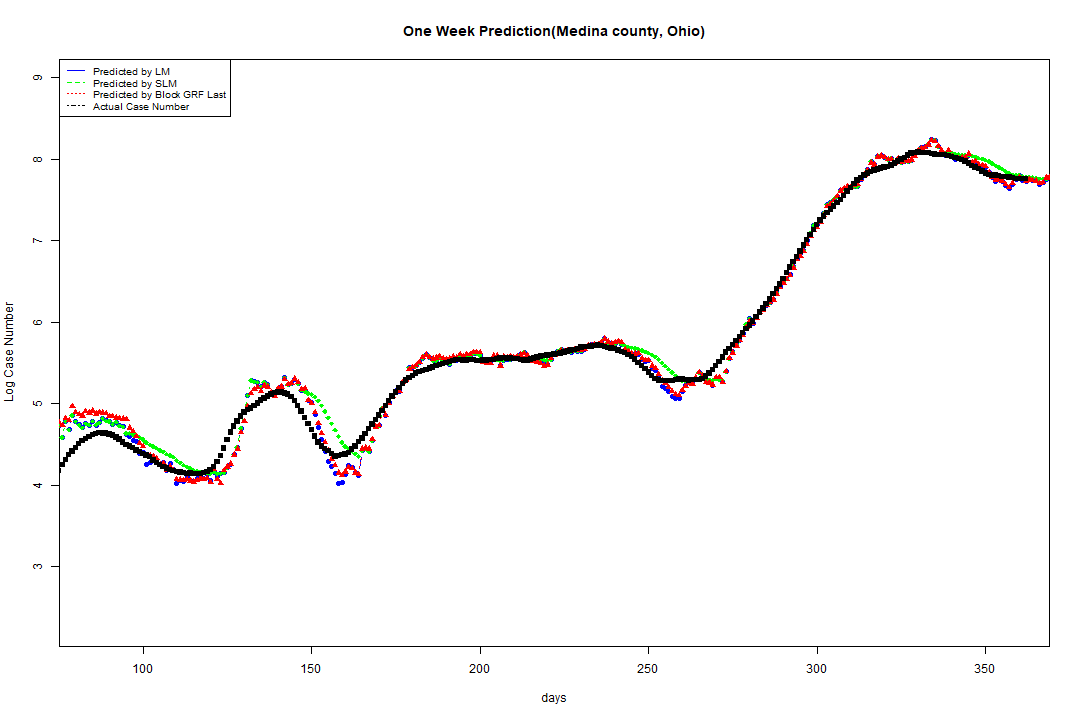 One Week Prediction(Medina county, Ohio)
Predicted by LM
Predicted by SLM
Predicted by Block GRF Last
Actual Case Number
9
8
7
6
5
4
3
Log Case Number
100 150 200 250 300 350
days